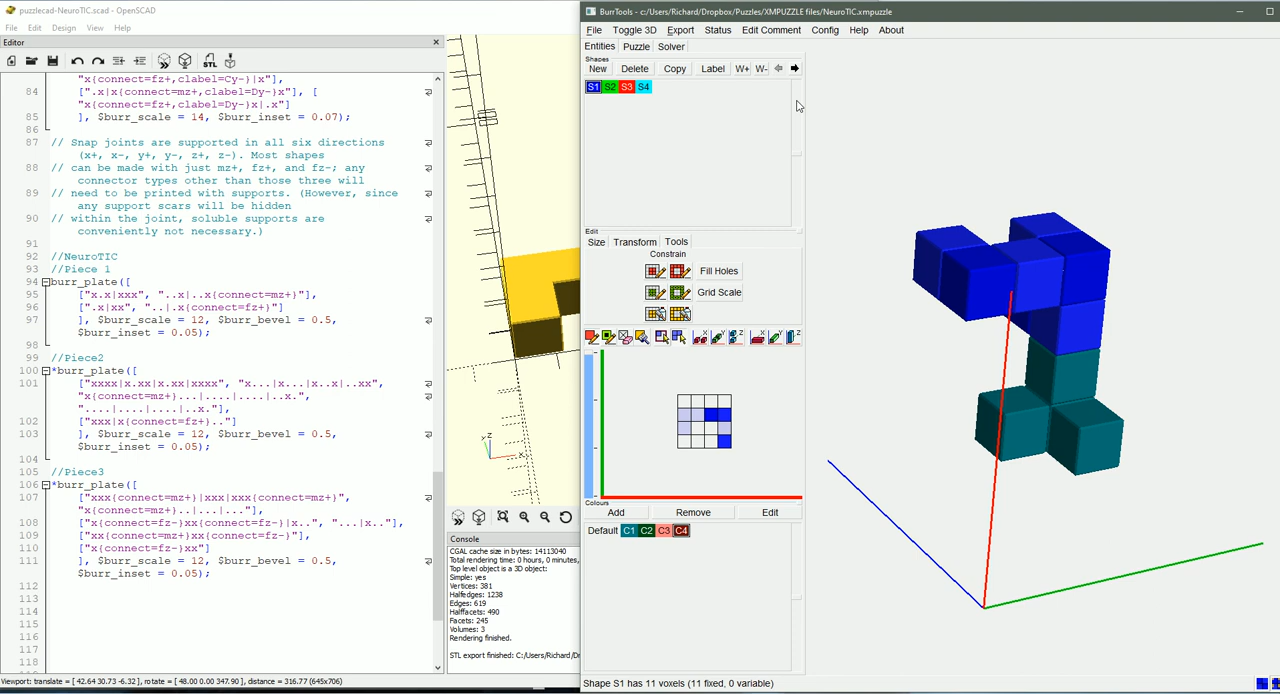 puzzlecad-NeuroTIC.scad - OpenSCAD
File Edit Design View Help
Editor
"x{connect=fz+,clabel=Cy-}|x"],
84 [".x|x{connect=mz+,clabel=Dy-}x"], [
"x{connect=fz+,clabel=Dy-}x|.x"]
85 ], $burr_scale = 14, $burr_inset = 0.07);
86
87 // Snap joints are supported in all six directions
(x+, x-, y+, y-, z+, z-). Most shapes
88 // can be made with just mz+, fz+, and fz-; any
connector types other than those three will
89 // need to be printed with supports. (However, since
any support scars will be hidden
90 // within the joint, soluble supports are
conveniently not necessary.)
91
92 //NeuroTIC
93 //Piece 1
94 burr_plate([
95 ["x.x|xxx", "..x|..x{connect=mz+}"],
96 [".x|xx", "..|.x{connect=fz+}"]
97 ], $burr_scale = 12, $burr_bevel = 0.5,
$burr_inset = 0.05);
98
99 //Piece2
100 *burr_plate([
101 ["xxxx|x.xx|x.xx|xxxx", "x...|x...|x..x|..xx",
"x{connect=mz+}...|....|....|..x.",
"....|....|....|..x."],
102 ["xxx|x{connect=fz+}.."]
103 ], $burr_scale = 12, $burr_bevel = 0.5,
$burr_inset = 0.05);
104
105 //Piece3
106 *burr_plate([
107 ["xxx{connect=mz+}|xxx|xxx{connect=mz+}",
"x{connect=mz+}..|...|..."],
108 ["x{connect=fz-}xx{connect=fz-}|x..", "...|x.."],
109 ["xx{connect=mz+}xx{connect=fz-}"],
110 ["x{connect=fz-}xx"]
111 ], $burr_scale = 12, $burr_bevel = 0.5,
$burr_inset = 0.05);
112
113
114
115
116
117
118
Viewport: translate = [ 42.64 30.73 -6.32 ], rotate = [ 48.00 0.00 347.90 ], distance = 316.77 (645x706)
Console
CGAL cache size in bytes: 14113040
Total rendering time: 0 hours, 0 minutes,
Top level object is a 3D object:
Simple: yes
Vertices: 381
Halfedges: 1238
Edges: 619
Halffacets: 490
Facets: 245
Volumes: 3
Rendering finished.
STL export finished: C:/Users/Richard/
BurrTools - c:/Users/Richard/Dropbox/Puzzles/XMPUZZLE files/NeuroTIC.xmpuzzle
File Toggle 3D Export Status Edit Comment Config Help About
Entities Puzzle Solver
Shapes
New Delete Copy Label W+ W-
S1 S2 S3 S4
Edit
Size Transform Tools
Constrain
Fill Holes
Grid Scale
Colours
Add Remove Edit
Default C1 C2 C3 C4
Shape S1 has 11 voxels (11 fixed, 0 variable)